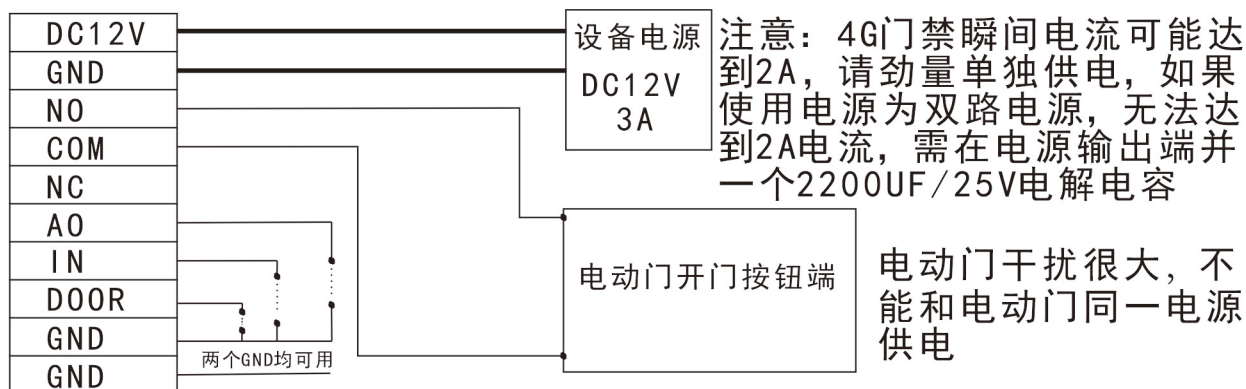 DC12V
GND
NO
COM
NC
AO
IN
DOOR
GND
GND
两个GND均可用
设备电源
DC12V
3A
注意：4G门禁瞬间电流可能达
到2A，请劲量单独供电，如果
使用电源为双路电源，无法达
到2A电流，需在电源输出端并
一个2200UF/25V电解电容
电动门开门按钮端
电动门干扰很大，不
能和电动门同一电源
供电